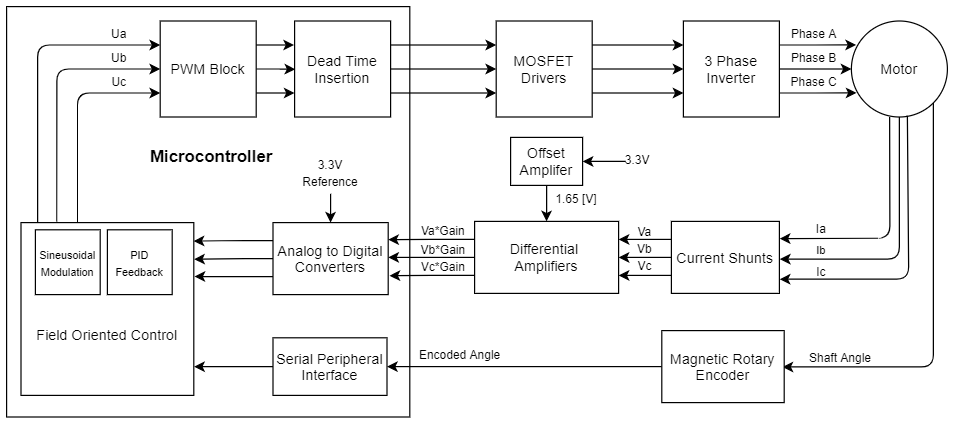 Ua
Ub
Uc
PWM Block
Dead Time
Insertion
MOSFET
Drivers
3 Phase
Inverter
Phase A
Phase B
Phase C
Motor
Microcontroller
3.3V
Reference
Offset
Amplifer
3.3V
1.65 [V]
Sineusoidal
Modulation
PID
Feedback
Field Oriented Control
Analog to Digital
Converters
Va*Gain
Vb*Gain
Vc*Gain
Differential
Amplifiers
Va
Vb
Vc
Current Shunts
Ia
Ib
Ic
Serial Peripheral
Interface
Encoded Angle
Magnetic Rotary
Encoder
Shaft Angle